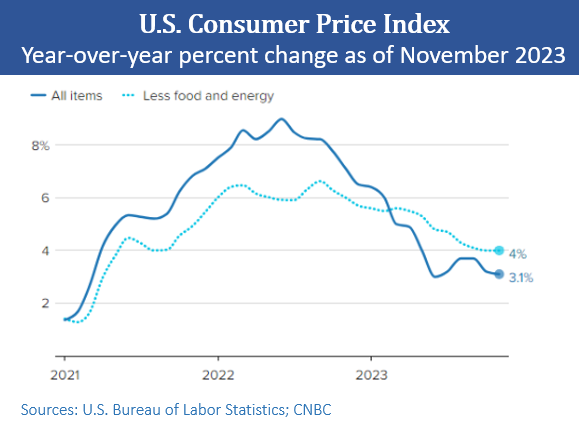 U.S. Consumer Price Index
Year-over-year percent change as of November 2023
All items Less food and energy
8%
6
4
4%
3.1%
2
2021 2022 2023
Sources: U.S. Bureau of Labor Statistics; CNBC